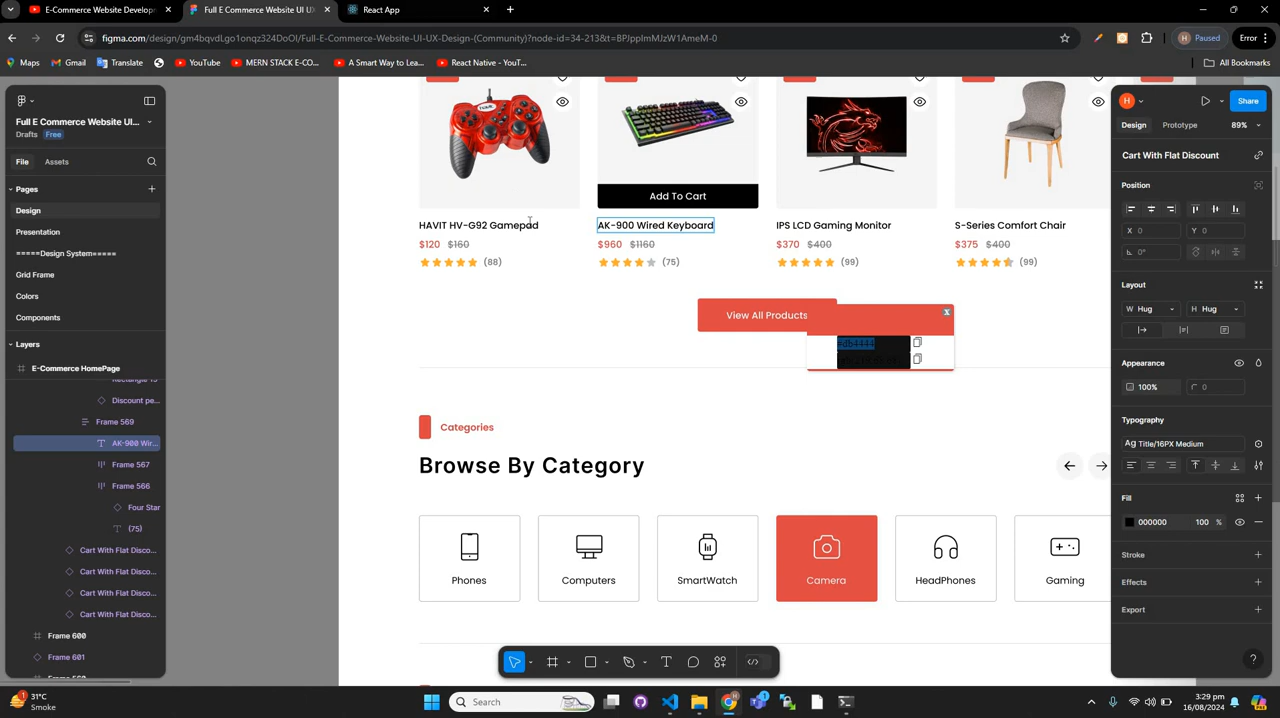 E-Commerce Website Develop
Full E Commerce Website UI UX
React App
figma.com/design/gm4bqvdLgo1onqz324DoOI/Full-E-Commerce-Website-UI-UX-Design-(Community)?node-id=34-213&t=BPJppImMJzW1AmeM-0
Paused
Error
Maps
Gmail
Translate
YouTube
MERN STACK E-CO...
A Smart Way to Lea...
React Native - YouT...
All Bookmarks
Full E Commerce Website UI...
Drafts
Free
File
Assets
Pages
Design
Presentation
=====Design System=====
Grid Frame
Colors
Components
Layers
E-Commerce HomePage
Discount pe...
Frame 569
AK-900 Wir...
Frame 567
Frame 566
Four Star
(75)
Cart With Flat Disco...
Cart With Flat Disco...
Cart With Flat Disco...
Cart With Flat Disco...
Frame 600
Frame 601
Add To Cart
HAVIT HV-G92 Gamepad
$120 $160
(88)
AK-900 Wired Keyboard
$960 $1160
(75)
IPS LCD Gaming Monitor
$370 $400
(99)
S-Series Comfort Chair
$375 $400
(99)
View All Products
X
#db4444
Categories
Browse By Category
Phones
Computers
SmartWatch
Camera
HeadPhones
Gaming
H
Share
Design
Prototype
89%
Cart With Flat Discount
Position
X 0
Y 0
0°
Layout
W Hug
H Hug
Appearance
100%
0
Typography
Ag Title/16PX Medium
Fill
000000 100 %
Stroke
Effects
Export
?
31°C
Smoke
Search
3:29 pm
16/08/2024